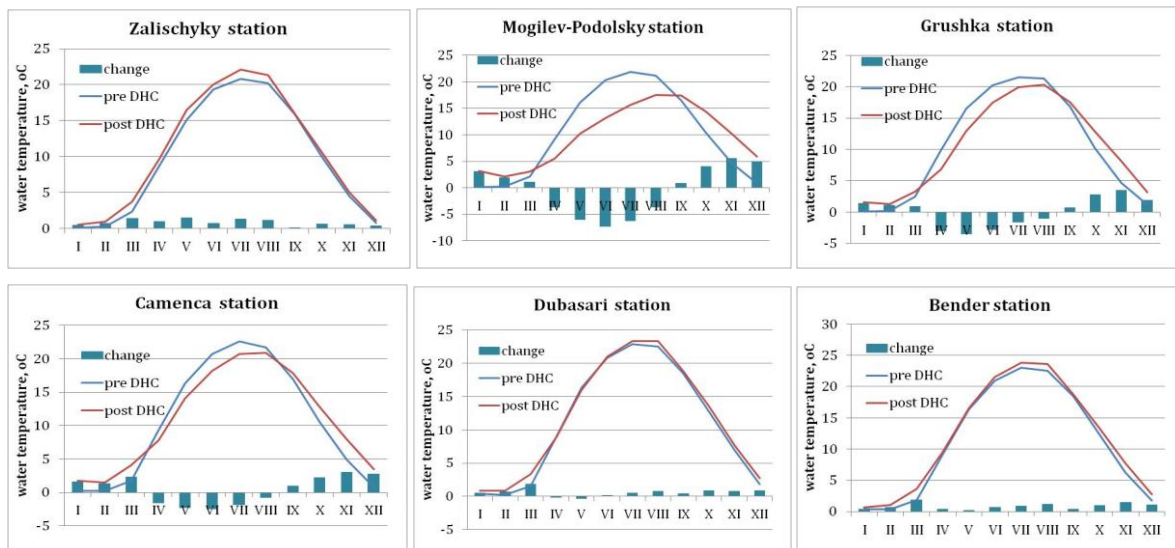 Zalischyky station
water temperature, oC
25
20
15
10
5
0
change
pre DHC
post DHC
I II III IV V VI VII VIII IX X XI XII
Mogilev-Podolsky station
water temperature, oC
25
20
15
10
5
0
-5
-10
change
pre DHC
post DHC
I II III IV V VI VII VIII IX X XI XII
Grushka station
water temperature, oC
25
20
15
10
5
0
-5
change
pre DHC
post DHC
I II III IV V VI VII VIII IX X XI XII
Camenca station
water temperature, oC
25
20
15
10
5
0
-5
change
pre DHC
post DHC
I II III IV V VI VII VIII IX X XI XII
Dubasari station
water temperature, oC
25
20
15
10
5
0
-5
change
pre DHC
post DHC
I II III IV V VI VII VIII IX X XI XII
Bender station
water temperature, oC
30
25
20
15
10
5
0
change
pre DHC
post DHC
I II III IV V VI VII VIII IX X XI XII